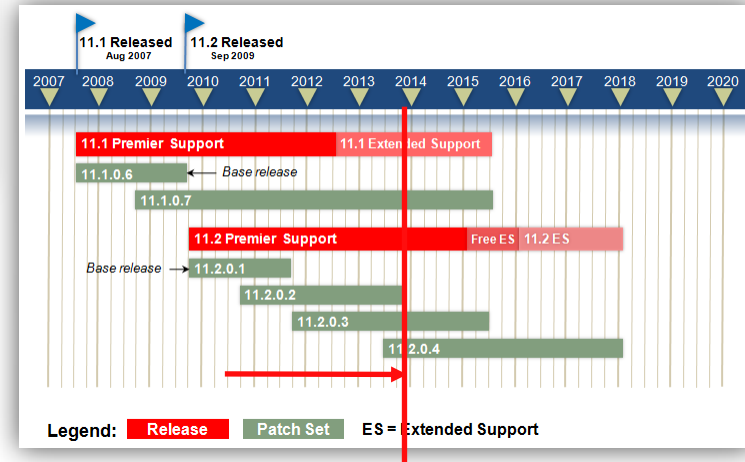 11.1 Released
Aug 2007
11.2 Released
Sep 2009
2007 2008 2009 2010 2011 2012 2013 2014 2015 2016 2017 2018 2019 2020
11.1 Premier Support
11.1 Extended Support
11.1.0.6
Base release
11.1.0.7
11.2 Premier Support
Free ES
11.2 ES
Base release
11.2.0.1
11.2.0.2
11.2.0.3
11.2.0.4
Legend:
Release
Patch Set
ES = Extended Support